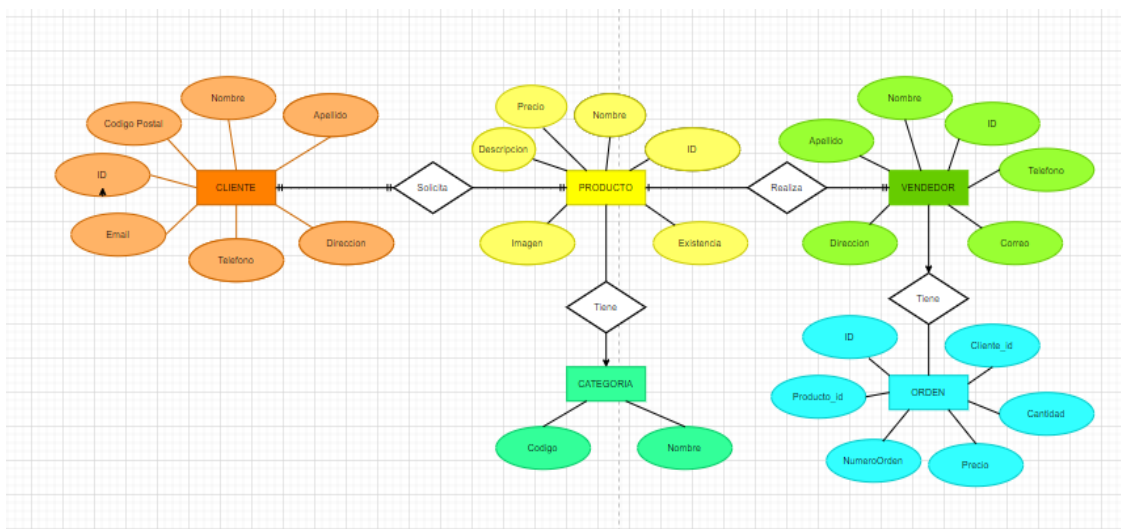 Nombre
Codigo Postal
Apellido
ID
CLIENTE
Email
Telefono
Direccion
Solicita
Precio
Nombre
Descripcion
ID
PRODUCTO
Imagen
Existencia
Realiza
Nombre
ID
Apellido
Telefono
VENDEDOR
Direccion
Correo
Tiene
CATEGORIA
Codigo
Nombre
Tiene
ID
Cliente_id
Producto_id
ORDEN
Cantidad
NumeroOrden
Precio